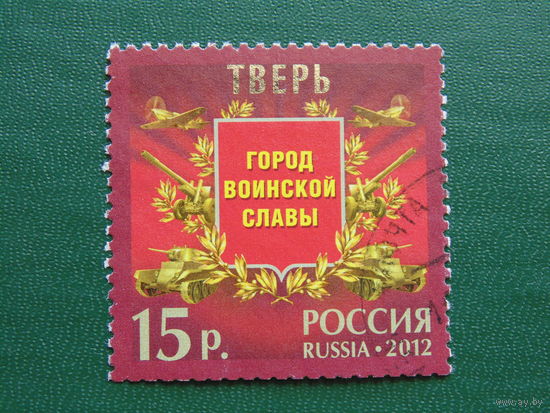 ТВЕРЬ
ГОРОД
ВОИНСКОЙ
СЛАВЫ
15 р.
РОССИЯ
RUSSIA • 2012